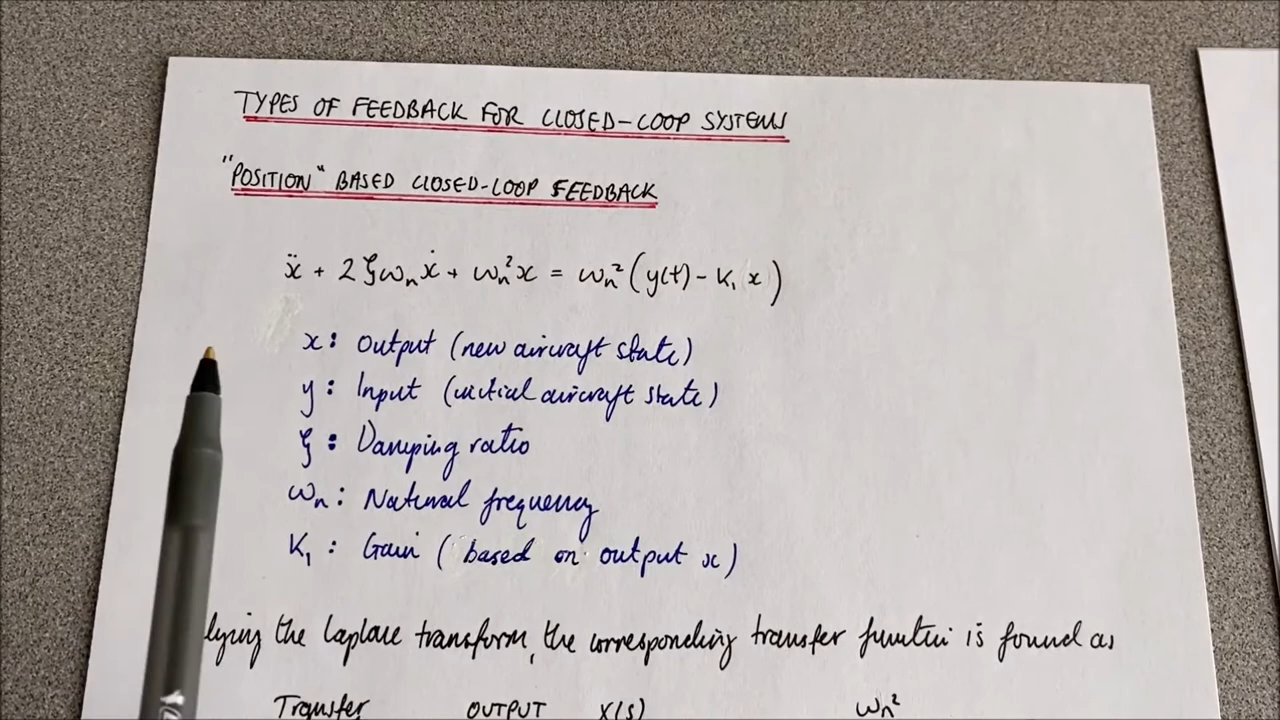 TYPES OF FEEDBACK FOR CLOSED-LOOP SYSTEMS
"POSITION" BASED CLOSED-LOOP FEEDBACK
ẍ + 2ζωₙẋ + ωₙ²x = ωₙ²(y(t) - K₁ x)
x: Output (new aircraft state)
y: Input (initial aircraft state)
ζ: Damping ratio
ωₙ: Natural frequency
K₁: Gain (based on output x)
lying the Laplace transform, the corresponding transfer function is found as
Transfer OUTPUT X(s) ωₙ²